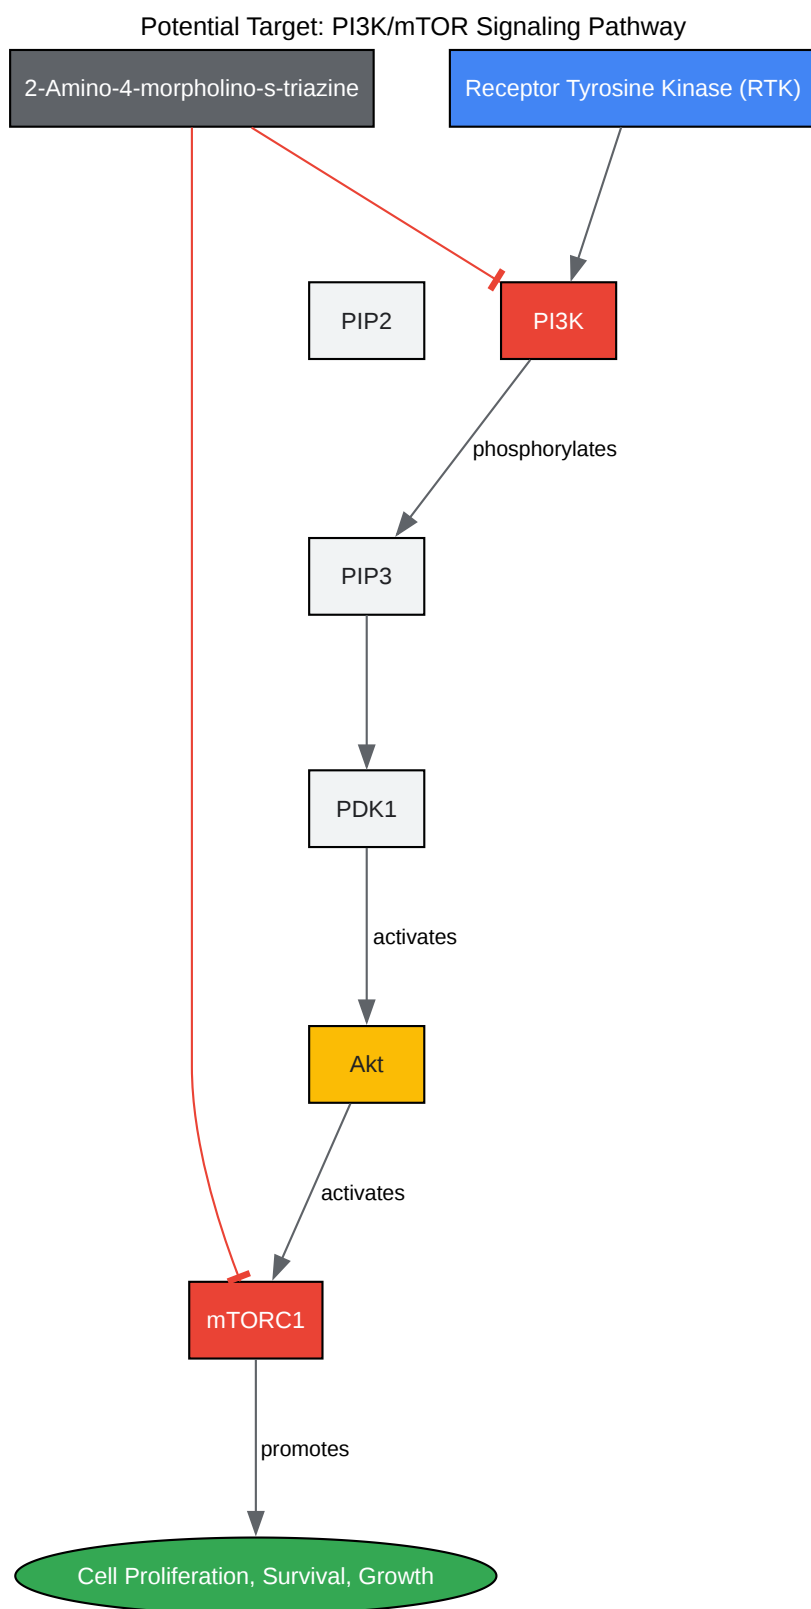 Potential Target: PI3K/mTOR Signaling Pathway
2-Amino-4-morpholino-s-triazine
Receptor Tyrosine Kinase (RTK)
PIP2
PI3K
phosphorylates
PIP3
PDK1
activates
Akt
activates
mTORC1
promotes
Cell Proliferation, Survival, Growth